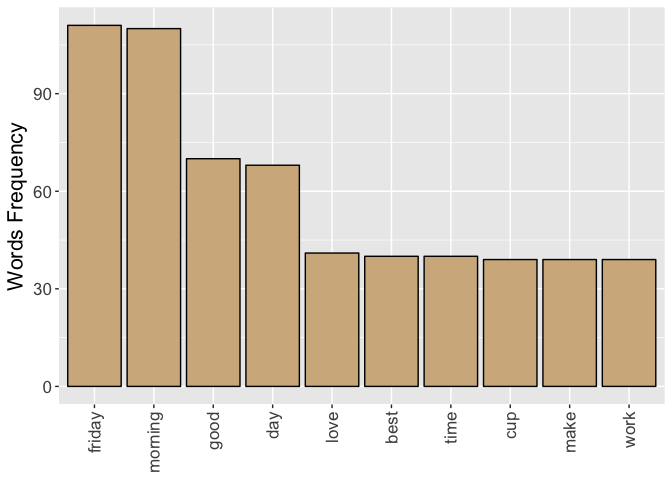 Words Frequency
90
60
30
0
friday
morning
good
day
love
best
time
cup
make
work